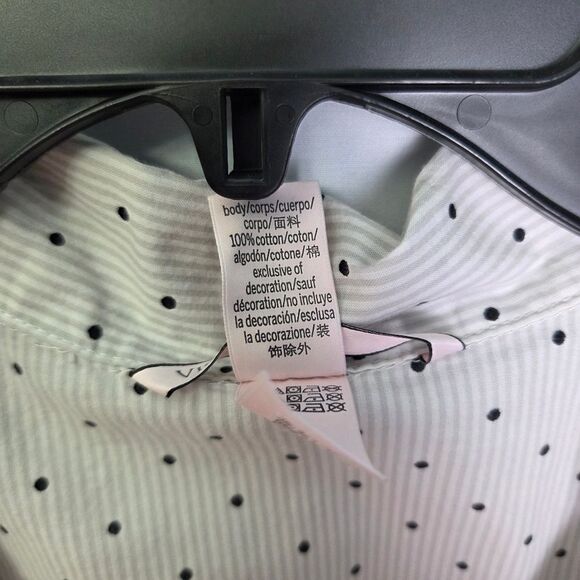 body/corps/cuerpo/
corpo/面料
100% cotton/coton/
algodón/cotone/棉
exclusive of
decoration/sauf
décoration/no incluye
la decoración/esclusa
la decorazione/装
饰除外
V